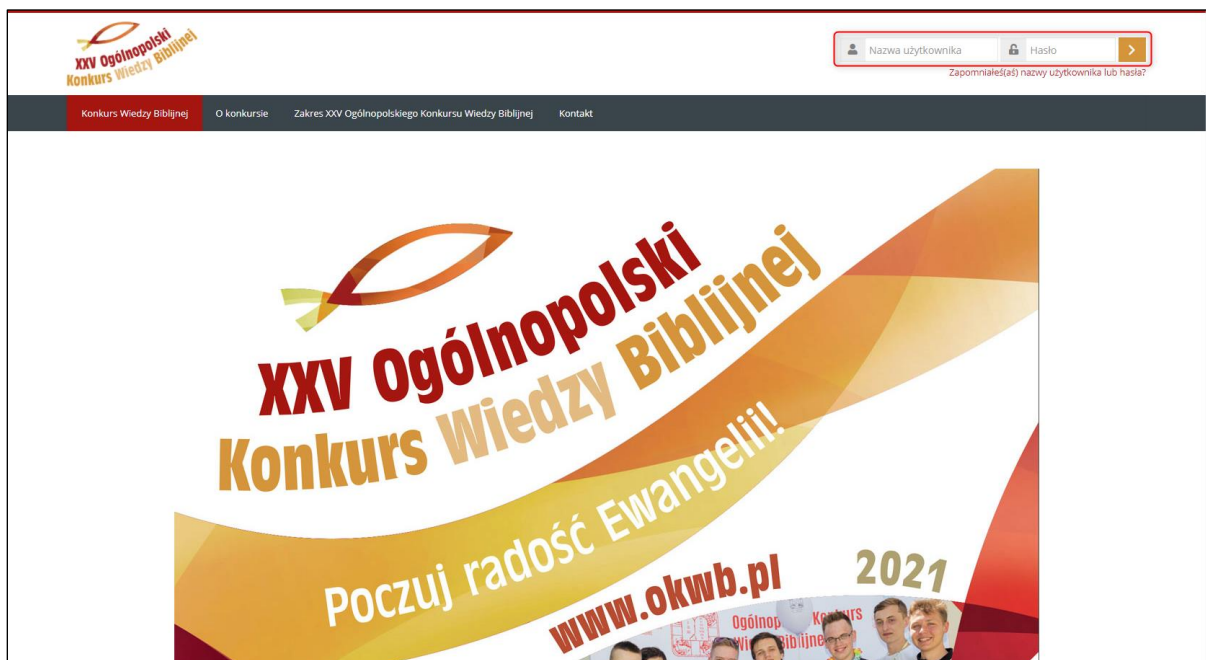 XXV Ogólnopolski
Konkurs Wiedzy Biblijnej
Nazwa użytkownika
Hasło
Zapomniałeś(aś) nazwy użytkownika lub hasła?
Konkurs Wiedzy Biblijnej
O konkursie
Zakres XXV Ogólnopolskiego Konkursu Wiedzy Biblijnej
Kontakt
XXV Ogólnopolski
Konkurs Wiedzy Biblijnej
Poczuj radość Ewangelii!
www.okwb.pl
2021